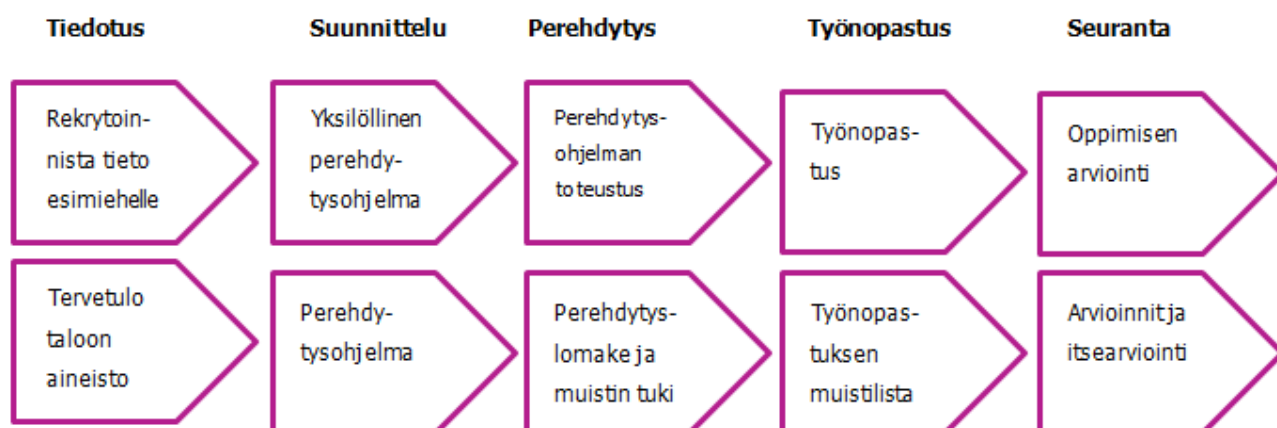 Tiedotus
Suunnittelu
Perehdytys
Työnopastus
Seuranta
Rekrytoin-
nista tieto
esimiehelle
Yksilöllinen
perehdy-
tysohjelma
Perehdytys-
ohjelman
toteustus
Työnopas-
tus
Oppimisen
arviointi
Tervetulo
taloon
aineisto
Perehdy-
tysohjelma
Perehdytys-
lomake ja
muistin tuki
Työnopas-
tuksen
muistilista
Arvioinnit ja
itsearviointi